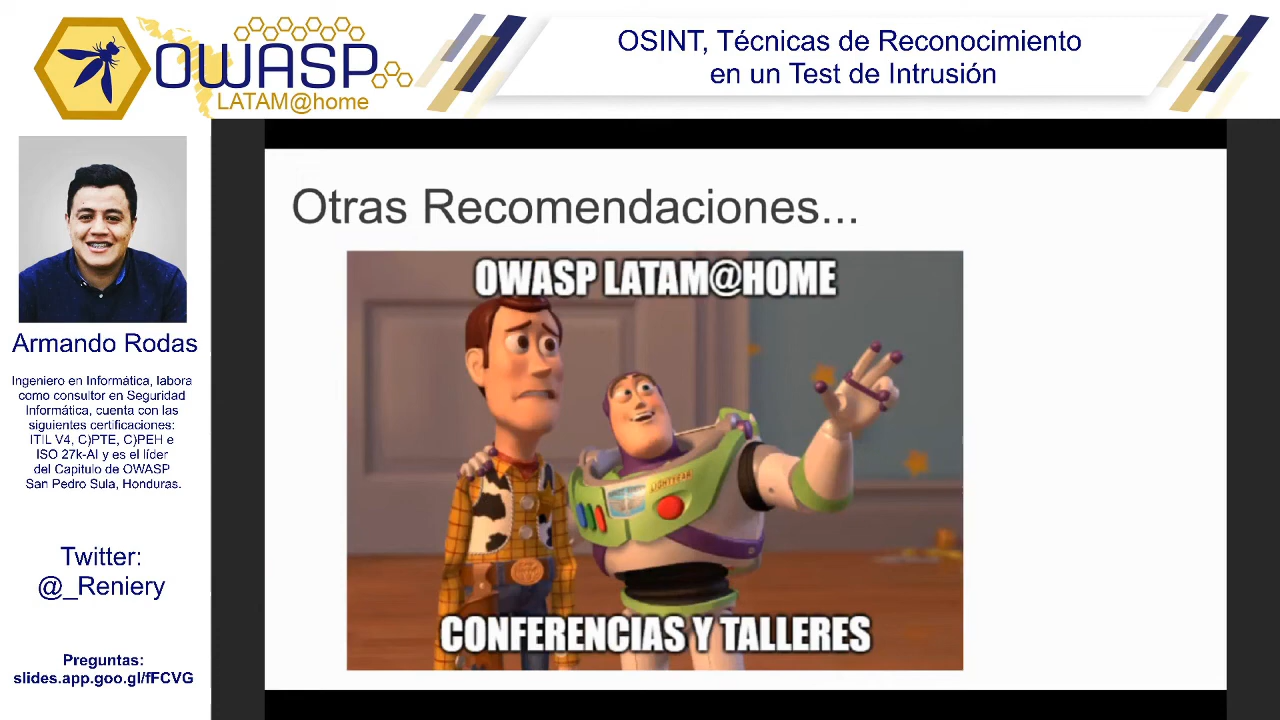 OWASP
LATAM@home
OSINT, Técnicas de Reconocimiento
en un Test de Intrusión
Armando Rodas
Ingeniero en Informática, labora
como consultor en Seguridad
Informática, cuenta con las
siguientes certificaciones:
ITIL V4, C)PTE, C)PEH e
ISO 27k-AI y es el líder
del Capitulo de OWASP
San Pedro Sula, Honduras.
Twitter:
@_Reniery
Preguntas:
slides.app.goo.gl/fFCVG
Otras Recomendaciones...
OWASP LATAM@HOME
LIGHTYEAR
CONFERENCIAS Y TALLERES